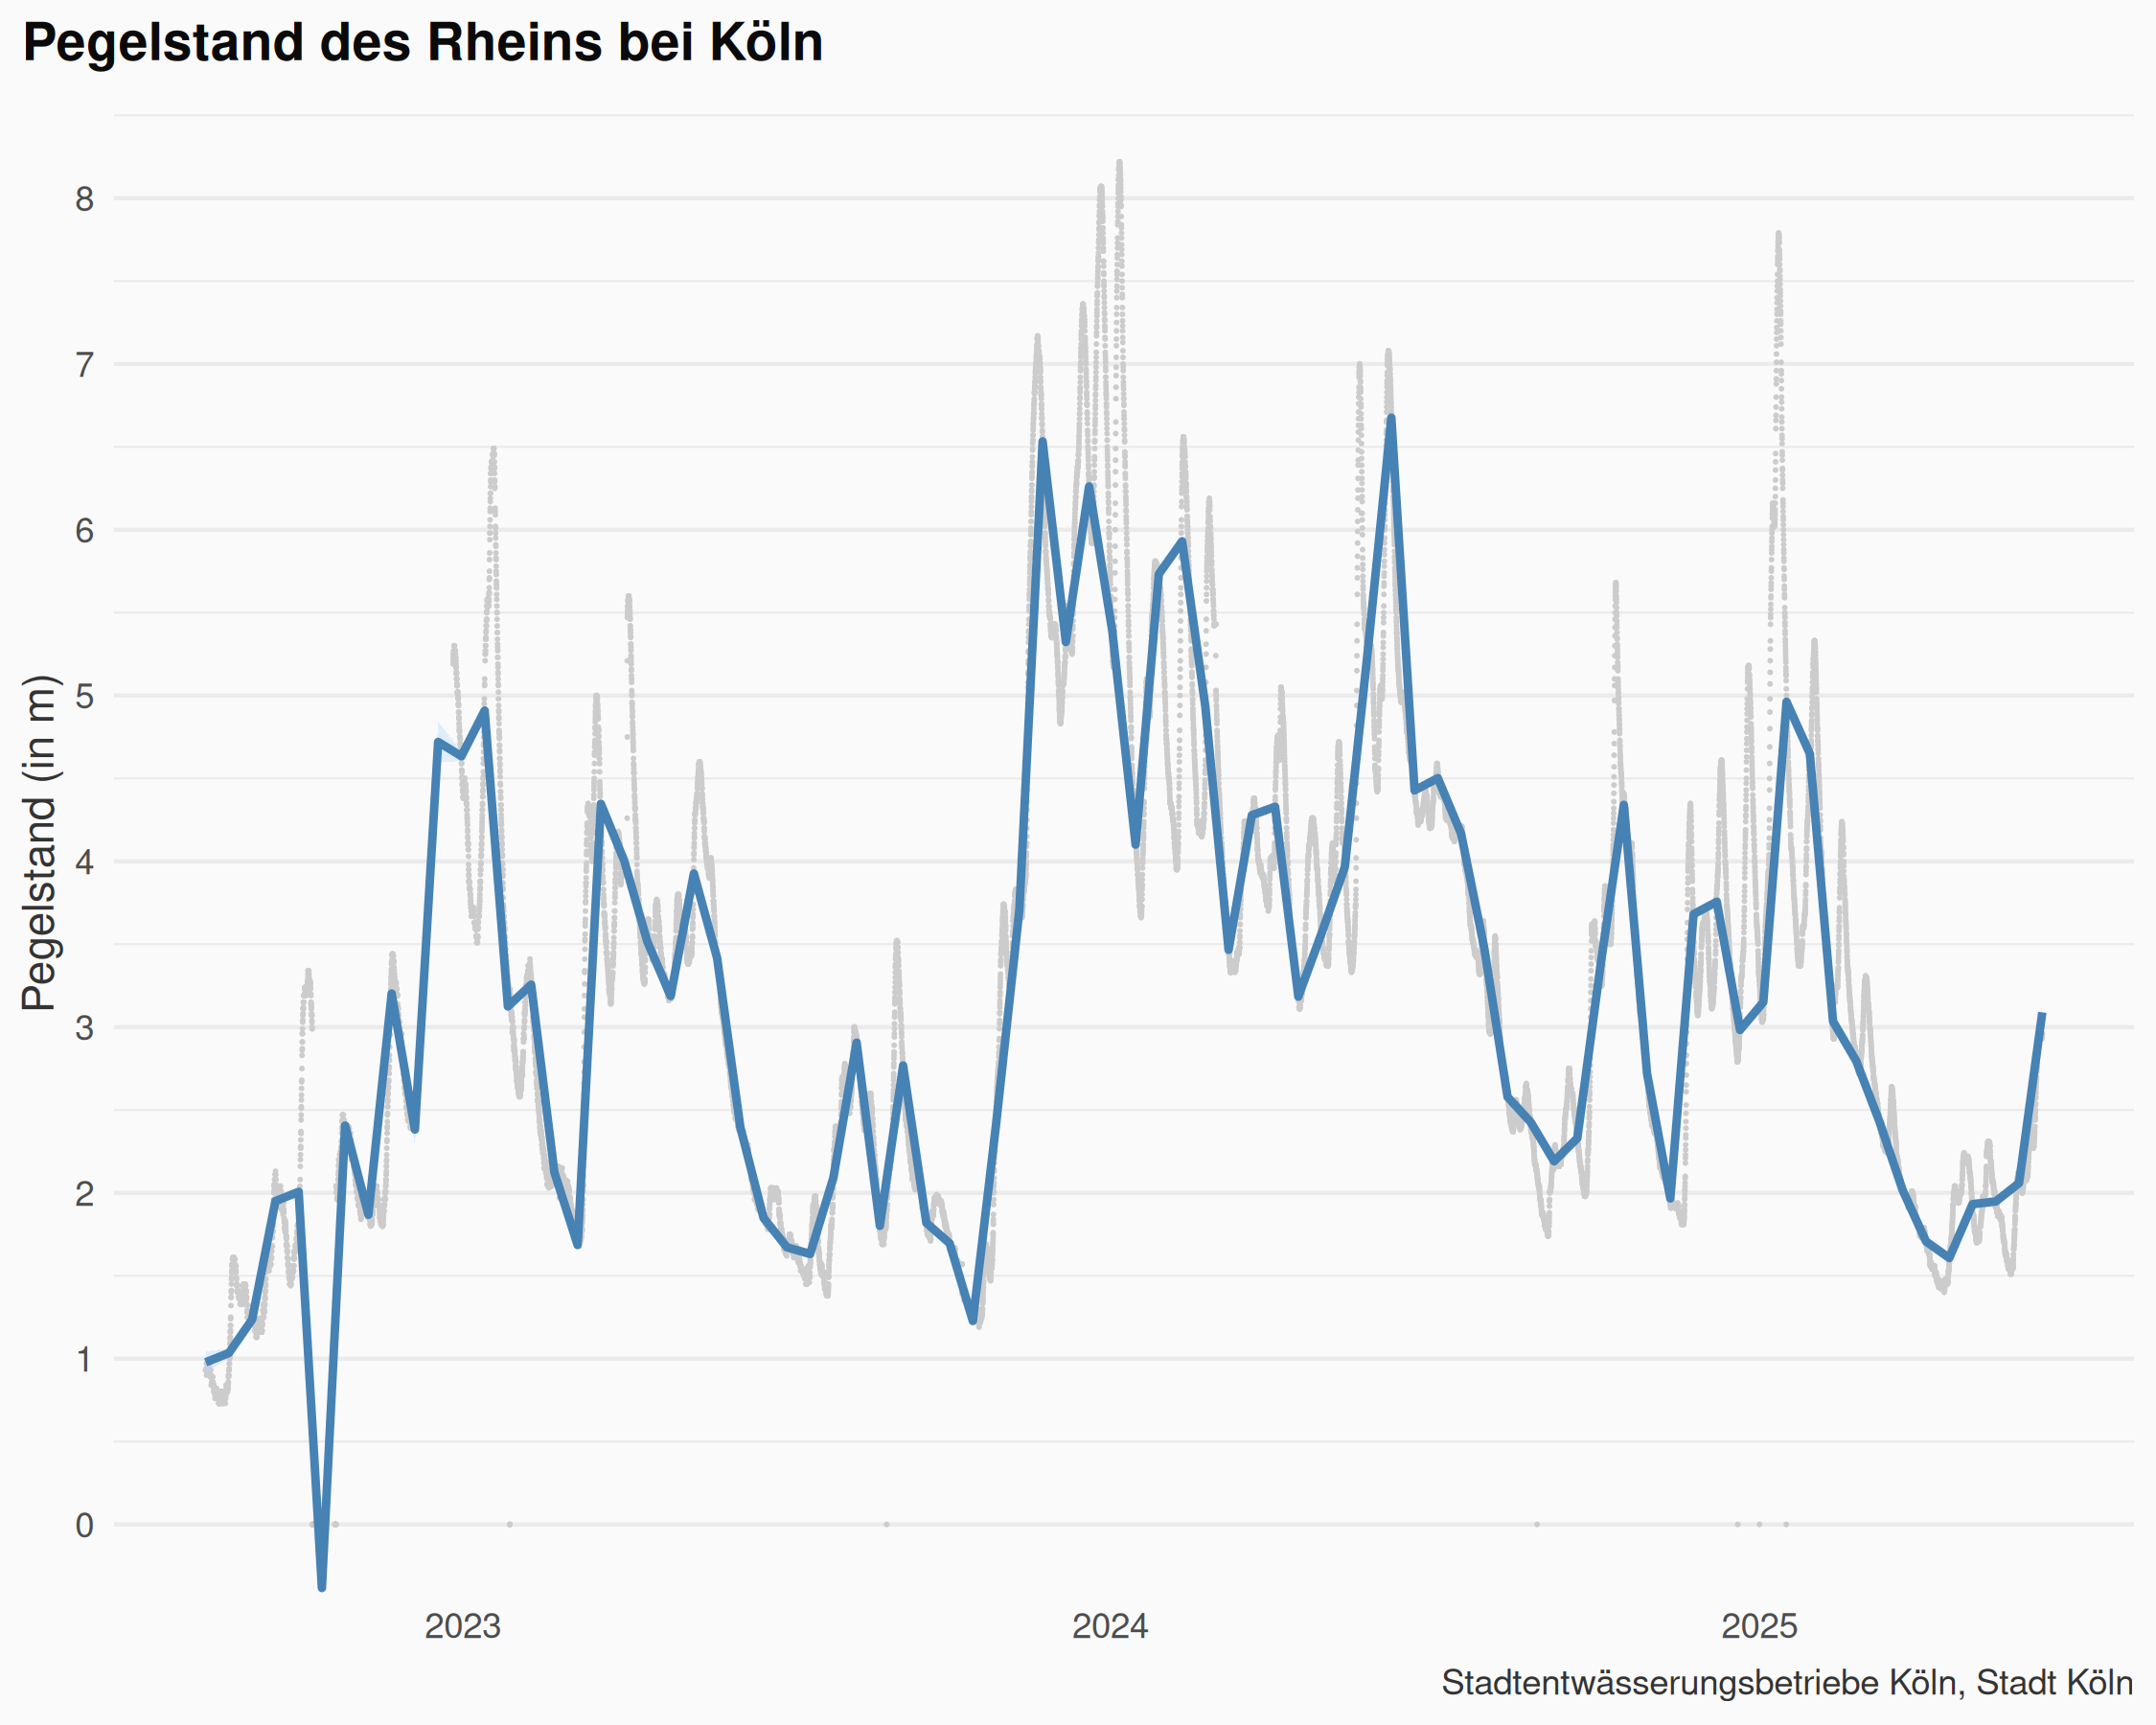 Pegelstand des Rheins bei Köln
Pegelstand (in m)
8
7
6
5
4
3
2
1
0
2023 2024 2025
Stadtentwässerungsbetriebe Köln, Stadt Köln